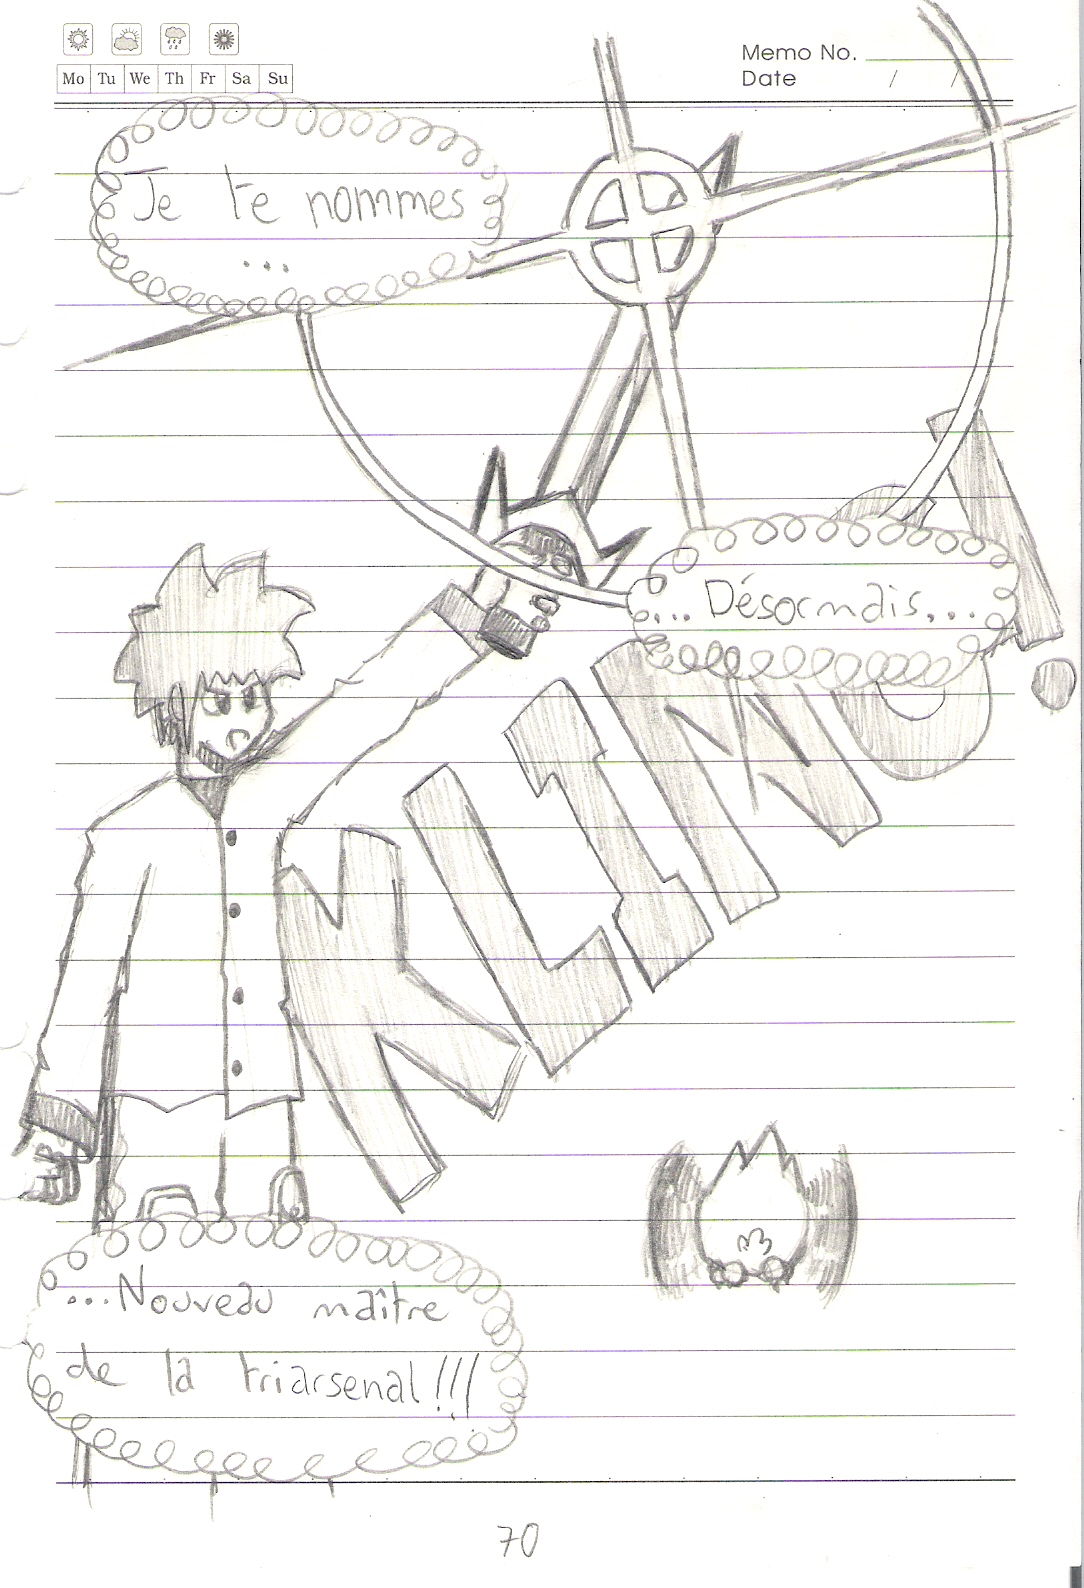 Memo No.
Mo Tu We Th Fr Sa Su
Date / /
Je te nommes
...
... Désormais...
KLING!
...Nouveau maître
de la triarsenal!!!
70